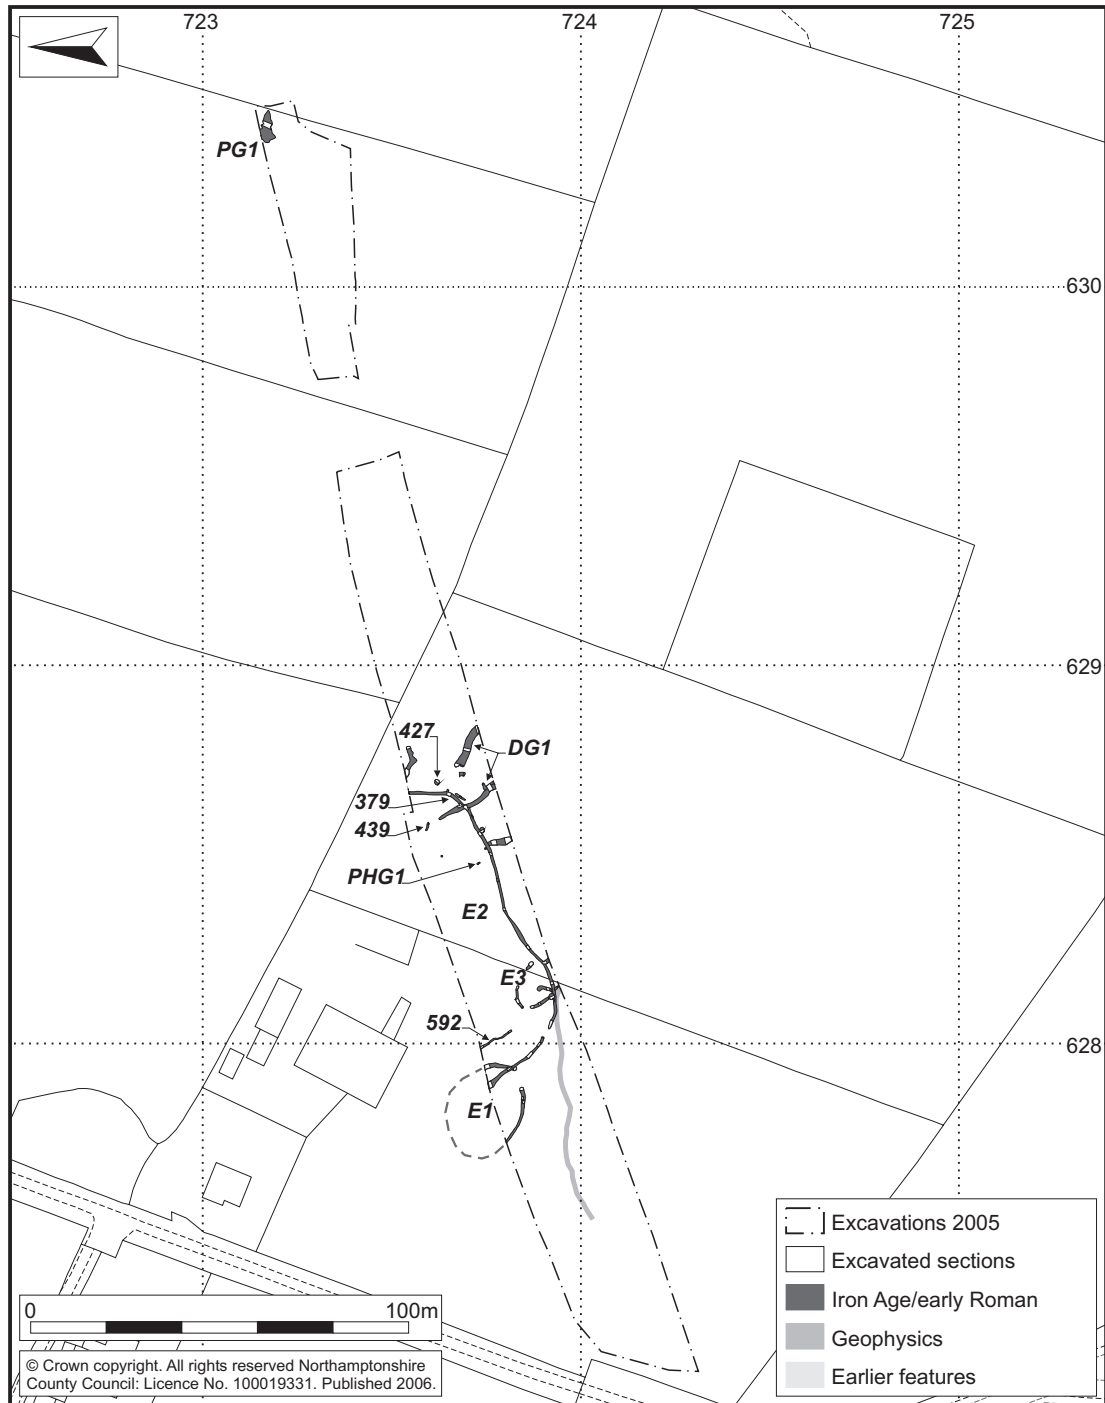 723
724
725
PG1
630
629
427
DG1
379
439
PHG1
E2
E3
592
628
E1
Excavations 2005
Excavated sections
Iron Age/early Roman
Geophysics
Earlier features
0
100m
© Crown copyright. All rights reserved Northamptonshire
County Council: Licence No. 100019331. Published 2006.